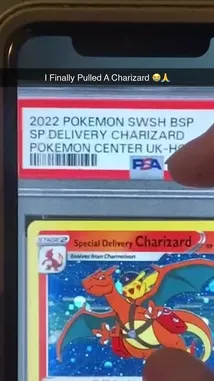 I Finally Pulled A Charizard 😭🙏
2022 POKEMON SWSH BSP
SP DELIVERY CHARIZARD
POKEMON CENTER UK-
PSA
STAGE 2
Special Delivery Charizard
Evolves from Charmeleon